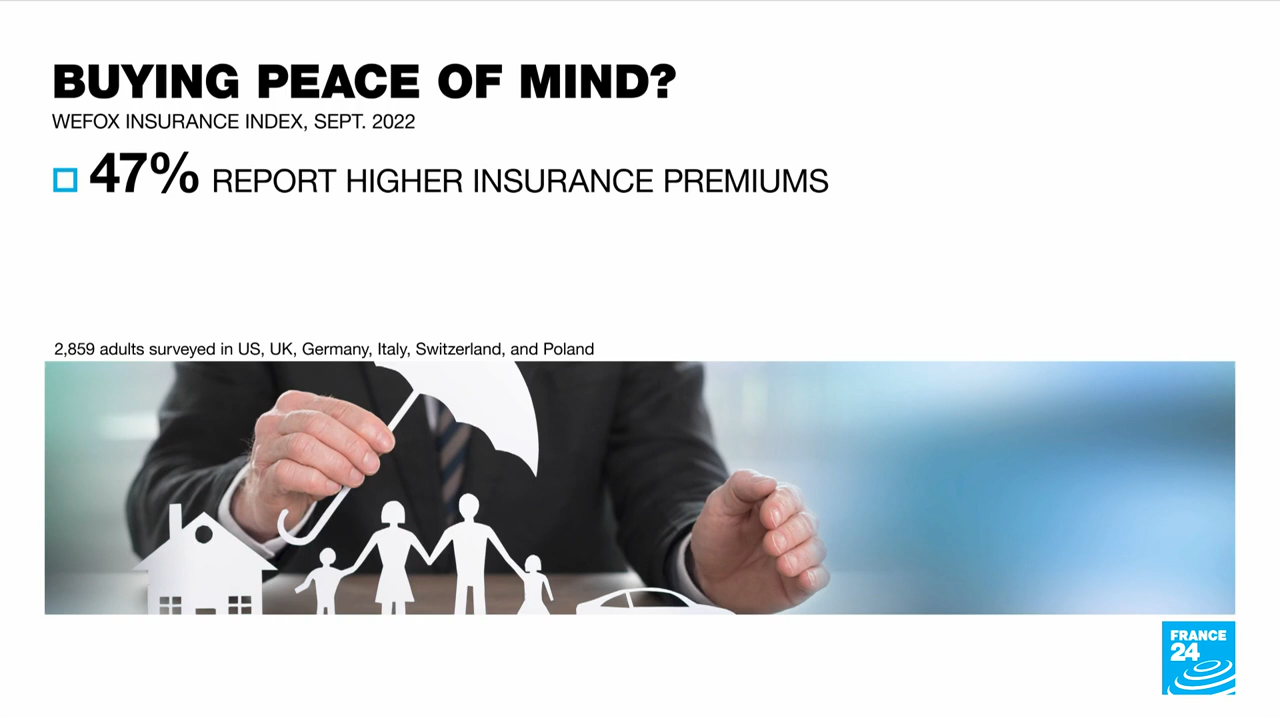 BUYING PEACE OF MIND?
WEFOX INSURANCE INDEX, SEPT. 2022
47% REPORT HIGHER INSURANCE PREMIUMS
2,859 adults surveyed in US, UK, Germany, Italy, Switzerland, and Poland
FRANCE
24